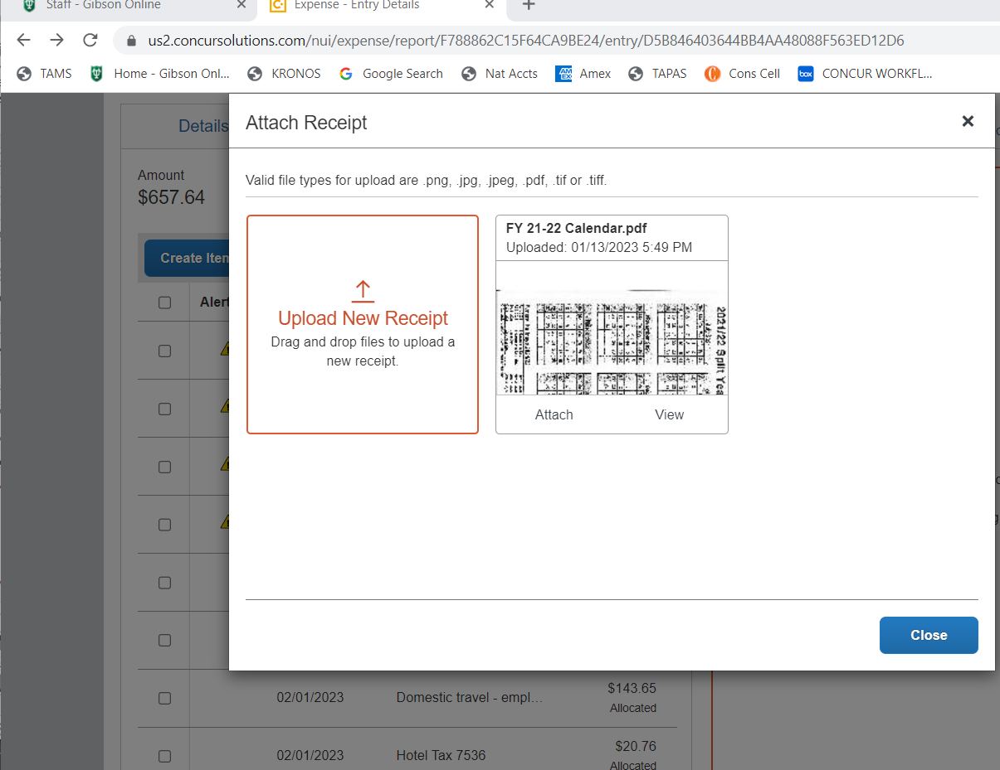 Staff - Gibson Online
Expense - Entry Details
us2.concursolutions.com/nui/expense/report/F788862C15F64CA9BE24/entry/D5B846403644BB4AA48088F563ED12D6
TAMS
Home - Gibson Onl...
KRONOS
Google Search
Nat Accts
AM EX
Amex
TAPAS
Cons Cell
box
CONCUR WORKFL...
Details
Attach Receipt
Amount
$657.64
Valid file types for upload are .png, .jpg, .jpeg, .pdf, .tif or .tiff.
FY 21-22 Calendar.pdf
Uploaded: 01/13/2023 5:49 PM
Create Iten
Alert
Upload New Receipt
Drag and drop files to upload a
new receipt.
2021/22 Split Yea
Attach
View
Close
02/01/2023
Domestic travel - empl...
$143.65
Allocated
02/01/2023
Hotel Tax 7536
$20.76
Allocated